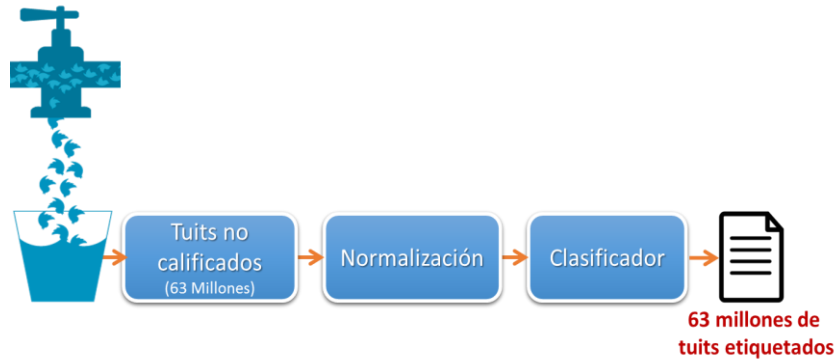 Tuits no
calificados
(63 Millones)
Normalización
Clasificador
63 millones de
tuits etiquetados